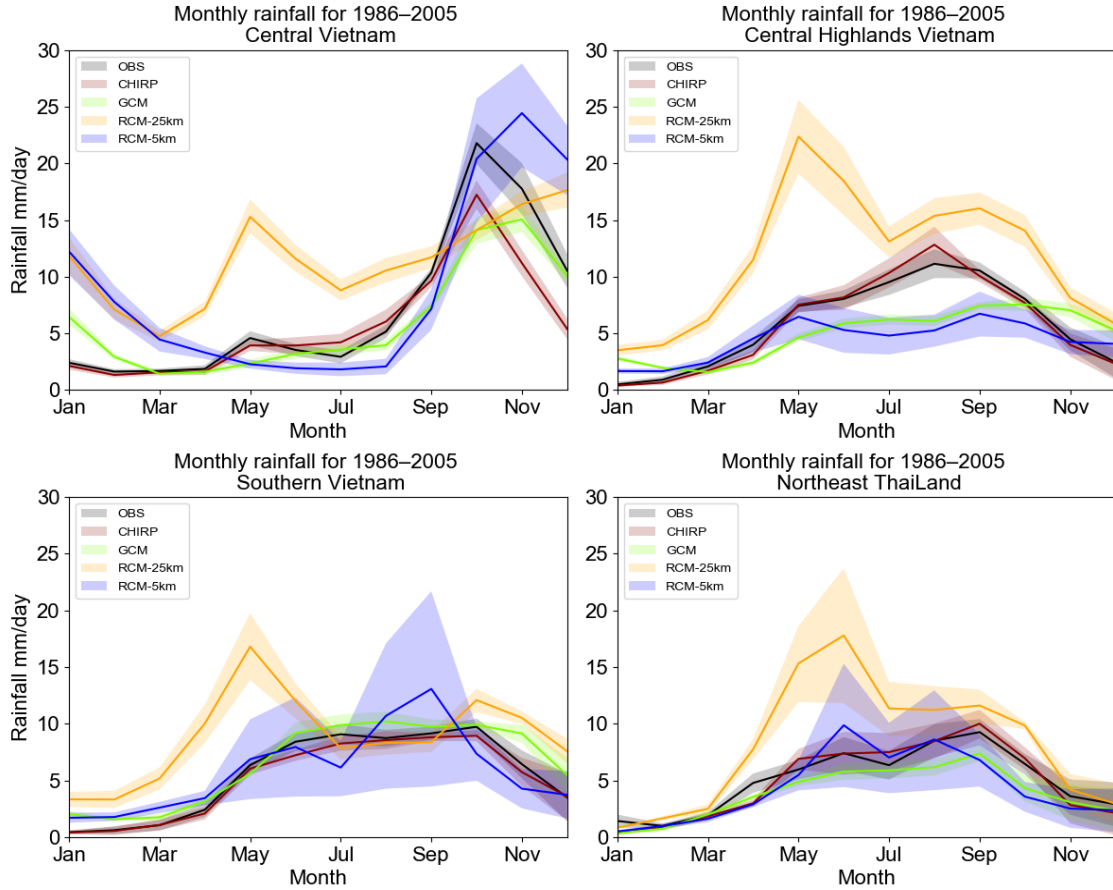 Monthly rainfall for 1986–2005
Central Vietnam
Rainfall mm/day
30
25
20
15
10
5
0
OBS
CHIRP
GCM
RCM-25km
RCM-5km
Jan Mar May Jul Sep Nov
Month
Monthly rainfall for 1986–2005
Central Highlands Vietnam
30
25
20
15
10
5
0
OBS
CHIRP
GCM
RCM-25km
RCM-5km
Jan Mar May Jul Sep Nov
Month
Monthly rainfall for 1986–2005
Southern Vietnam
Rainfall mm/day
30
25
20
15
10
5
0
OBS
CHIRP
GCM
RCM-25km
RCM-5km
Jan Mar May Jul Sep Nov
Month
Monthly rainfall for 1986–2005
Northeast ThaiLand
30
25
20
15
10
5
0
OBS
CHIRP
GCM
RCM-25km
RCM-5km
Jan Mar May Jul Sep Nov
Month